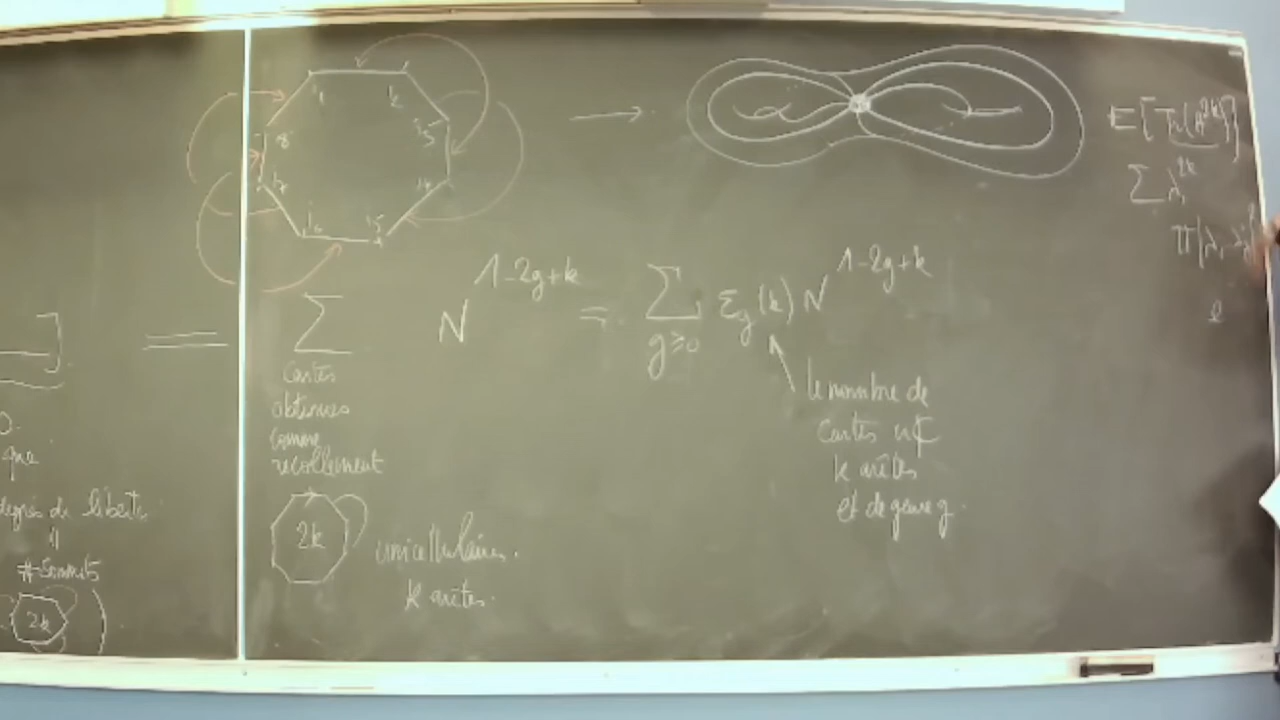 1
2
3
4
5
6
7
8
E[Tr(A^{2k})]
Σ λ^{2k}
Σ N^{1-2g+k} = Σ_{g≥0} Σ_g(k) N^{1-2g+k}
Cartes
obtenues
comme
recollement
2k
unicellulaires.
k arêtes.
le nombre de
Cartes
k arêtes
et de genre g.
que
degrés de liberté
# Sommets
2k